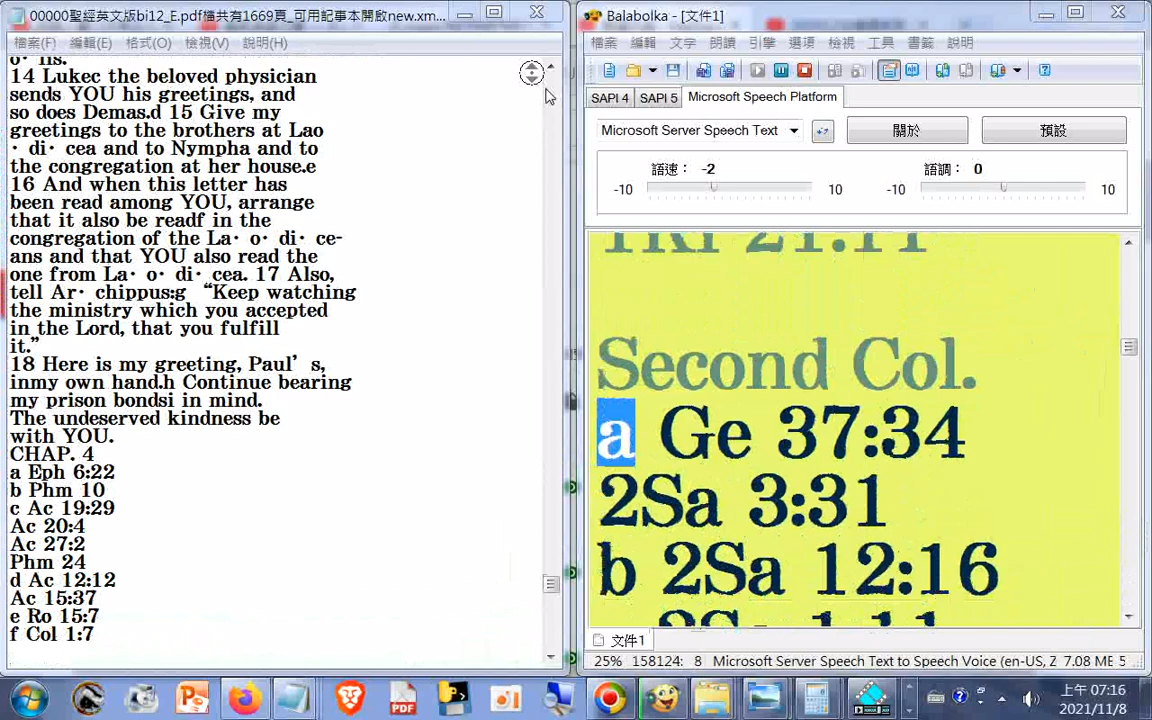 00000聖經英文版bi12_E.pdf檔共有1669頁_可用記事本開啟new.xm...
檔案(F) 編輯(E) 格式(O) 檢視(V) 說明(H)
o· ns.
14 Lukec the beloved physician
sends YOU his greetings, and
so does Demas.d 15 Give my
greetings to the brothers at Lao
· di· cea and to Nympha and to
the congregation at her house.e
16 And when this letter has
been read among YOU, arrange
that it also be readf in the
congregation of the La· o· di· ce-
ans and that YOU also read the
one from La· o· di· cea. 17 Also,
tell Ar· chippus:g “Keep watching
the ministry which you accepted
in the Lord, that you fulfill
it.”
18 Here is my greeting, Paul’s,
inmy own hand.h Continue bearing
my prison bondsi in mind.
The undeserved kindness be
with YOU.
CHAP. 4
a Eph 6:22
b Phm 10
c Ac 19:29
Ac 20:4
Ac 27:2
Phm 24
d Ac 12:12
Ac 15:37
e Ro 15:7
f Col 1:7
Balabolka - [文件1]
檔案 編輯 文字 朗讀 引擎 選項 檢視 工具 書籤 說明
SAPI 4 SAPI 5 Microsoft Speech Platform
Microsoft Server Speech Text 關於 預設
語速: -2 語調: 0
-10 10 -10 10
1Ki 21:11
Second Col.
a Ge 37:34
2Sa 3:31
b 2Sa 12:16
文件1
25% 158124: 8 Microsoft Server Speech Text to Speech Voice (en-US, Z 7.08 MB 5
PDF
上午 07:16
2021/11/8